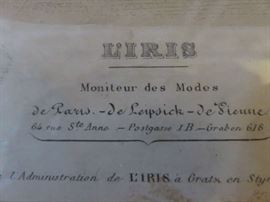 L'IRIS
Moniteur des Modes
de Paris. - de Leipsick - de Vienne
64 rue Ste Anne - Postgasse 1B - Graben 618
l'Administration de L'IRIS à Gratz en Sty